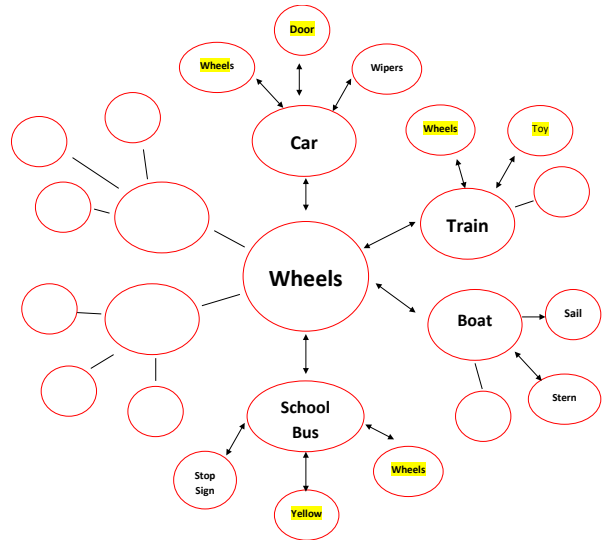 Door
Wheels
Wipers
Car
Wheels
Toy
Train
Wheels
Boat
Sail
Stern
School
Bus
Stop
Sign
Wheels
Yellow